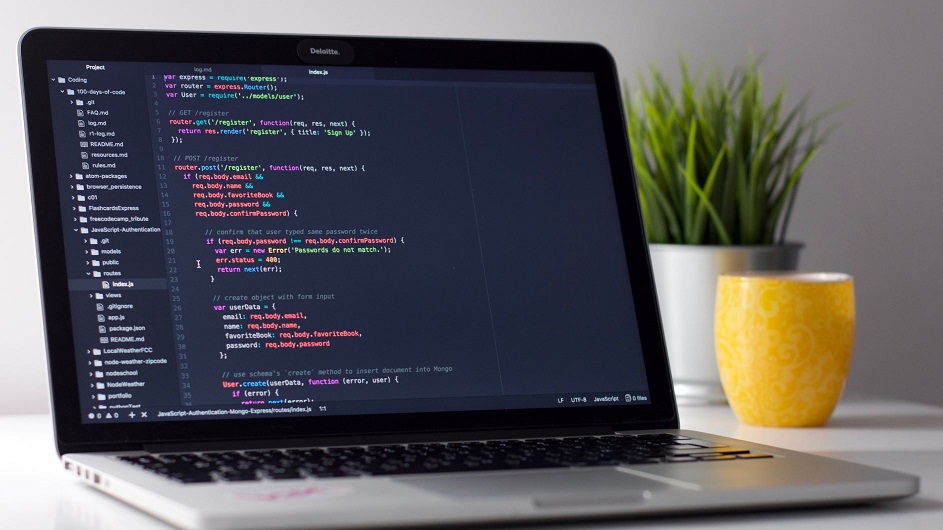 Deloitte.
Project
Coding
100-days-of-code
.git
FAQ.md
log.md
r1-log.md
README.md
resources.md
rules.md
atom-packages
browser_persistence
c01
FlashcardsExpress
freecodecamp_tribute
JavaScript-Authentication
.git
models
public
routes
index.js
views
.gitignore
app.js
package.json
README.md
LocalWeatherFCC
node-weather-zipcode
nodeschool
NodeWeather
portfolio
pythonTest
log.md
index.js
1 var express = require('express');
2 var router = express.Router();
3 var User = require('../models/user');
4
5 // GET /register
6 router.get('/register', function(req, res, next) {
7 return res.render('register', { title: 'Sign Up' });
8 });
9
10 // POST /register
11 router.post('/register', function(req, res, next) {
12 if (req.body.email &&
13 req.body.name &&
14 req.body.favoriteBook &&
15 req.body.password &&
16 req.body.confirmPassword) {
17
18 // confirm that user typed same password twice
19 if (req.body.password !== req.body.confirmPassword) {
20 var err = new Error('Passwords do not match.');
21 err.status = 400;
22 return next(err);
23 }
24
25 // create object with form input
26 var userData = {
27 email: req.body.email,
28 name: req.body.name,
29 favoriteBook: req.body.favoriteBook,
30 password: req.body.password
31 };
32
33 // use schema's `create` method to insert document into Mongo
34 User.create(userData, function (error, user) {
35 if (error) {
return next(error);
0 0 JavaScript-Authentication-Mongo-Express/routes/index.js 1:1 LF UTF-8 JavaScript 0 files